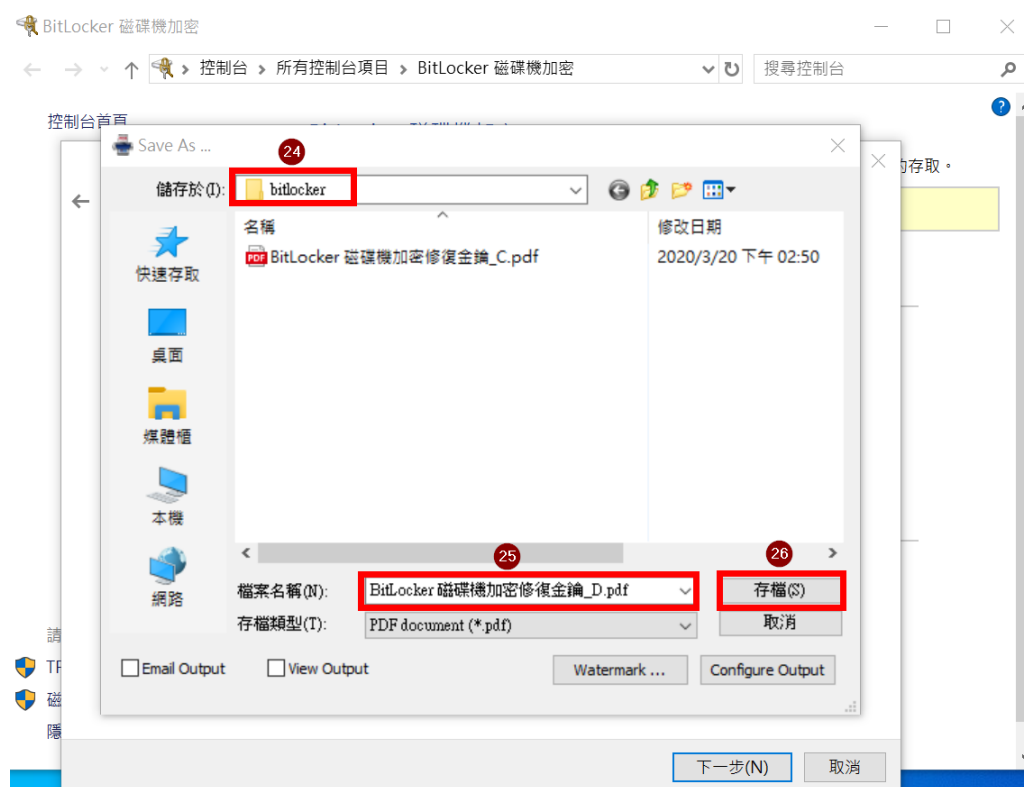 BitLocker 磁碟機加密
控制台 › 所有控制台項目 › BitLocker 磁碟機加密
搜尋控制台
控制台首頁
Save As ...
24
的存取。
儲存於(I):
bitlocker
名稱
修改日期
BitLocker 磁碟機加密修復金鑰_C.pdf
2020/3/20 下午 02:50
快速存取
桌面
媒體櫃
本機
網路
25
26
檔案名稱(N):
BitLocker 磁碟機加密修復金鑰_D.pdf
存檔(S)
存檔類型(T):
PDF document (*.pdf)
取消
Email Output
View Output
Watermark ...
Configure Output
請
磁
隱
下一步(N)
取消